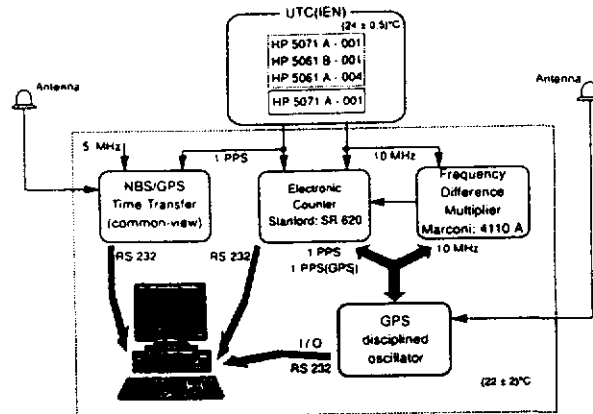 UTC(IEN)
(24 ± 0.5)°C
HP 5071 A - 001
HP 5061 B - 001
HP 5061 A - 004
HP 5071 A - 001
Antenna
Antenna
5 MHz
1 PPS
10 MHz
NBS/GPS
Time Transfer
(common-view)
Electronic
Counter
Stanford: SR 620
Frequency
Difference
Multiplier
Marconi: 4110 A
RS 232
RS 232
1 PPS
1 PPS(GPS)
10 MHz
GPS
disciplined
oscillator
I/O
RS 232
(22 ± 2)°C